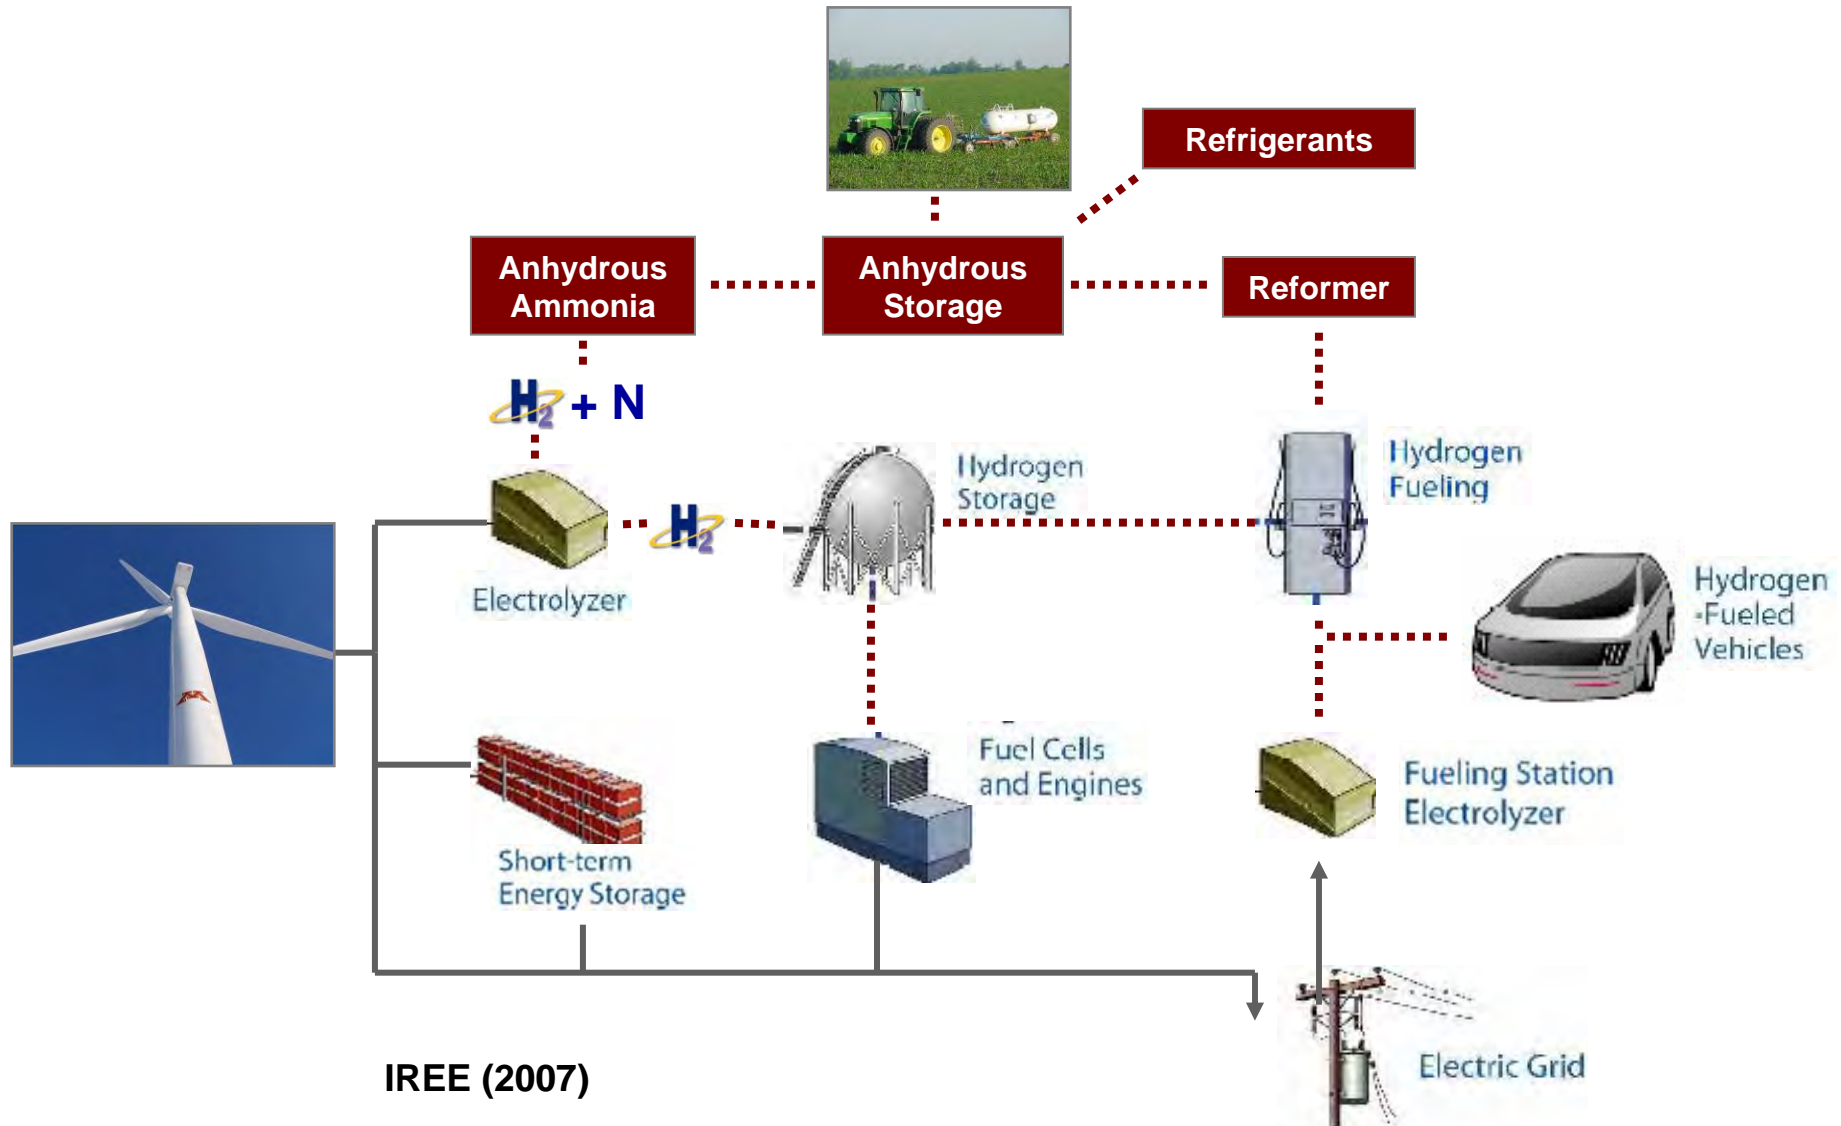 Refrigerants
Anhydrous
Ammonia
Anhydrous
Storage
Reformer
H2 + N
Hydrogen
Storage
Hydrogen
Fueling
H2
Electrolyzer
Hydrogen
-Fueled
Vehicles
Fuel Cells
and Engines
Fueling Station
Electrolyzer
Short-term
Energy Storage
Electric Grid
IREE (2007)